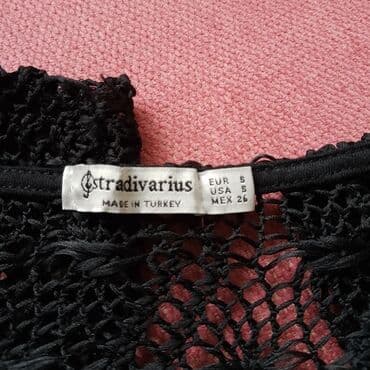 stradivarius
MADE IN TURKEY
EUR S
USA S
MEX 26